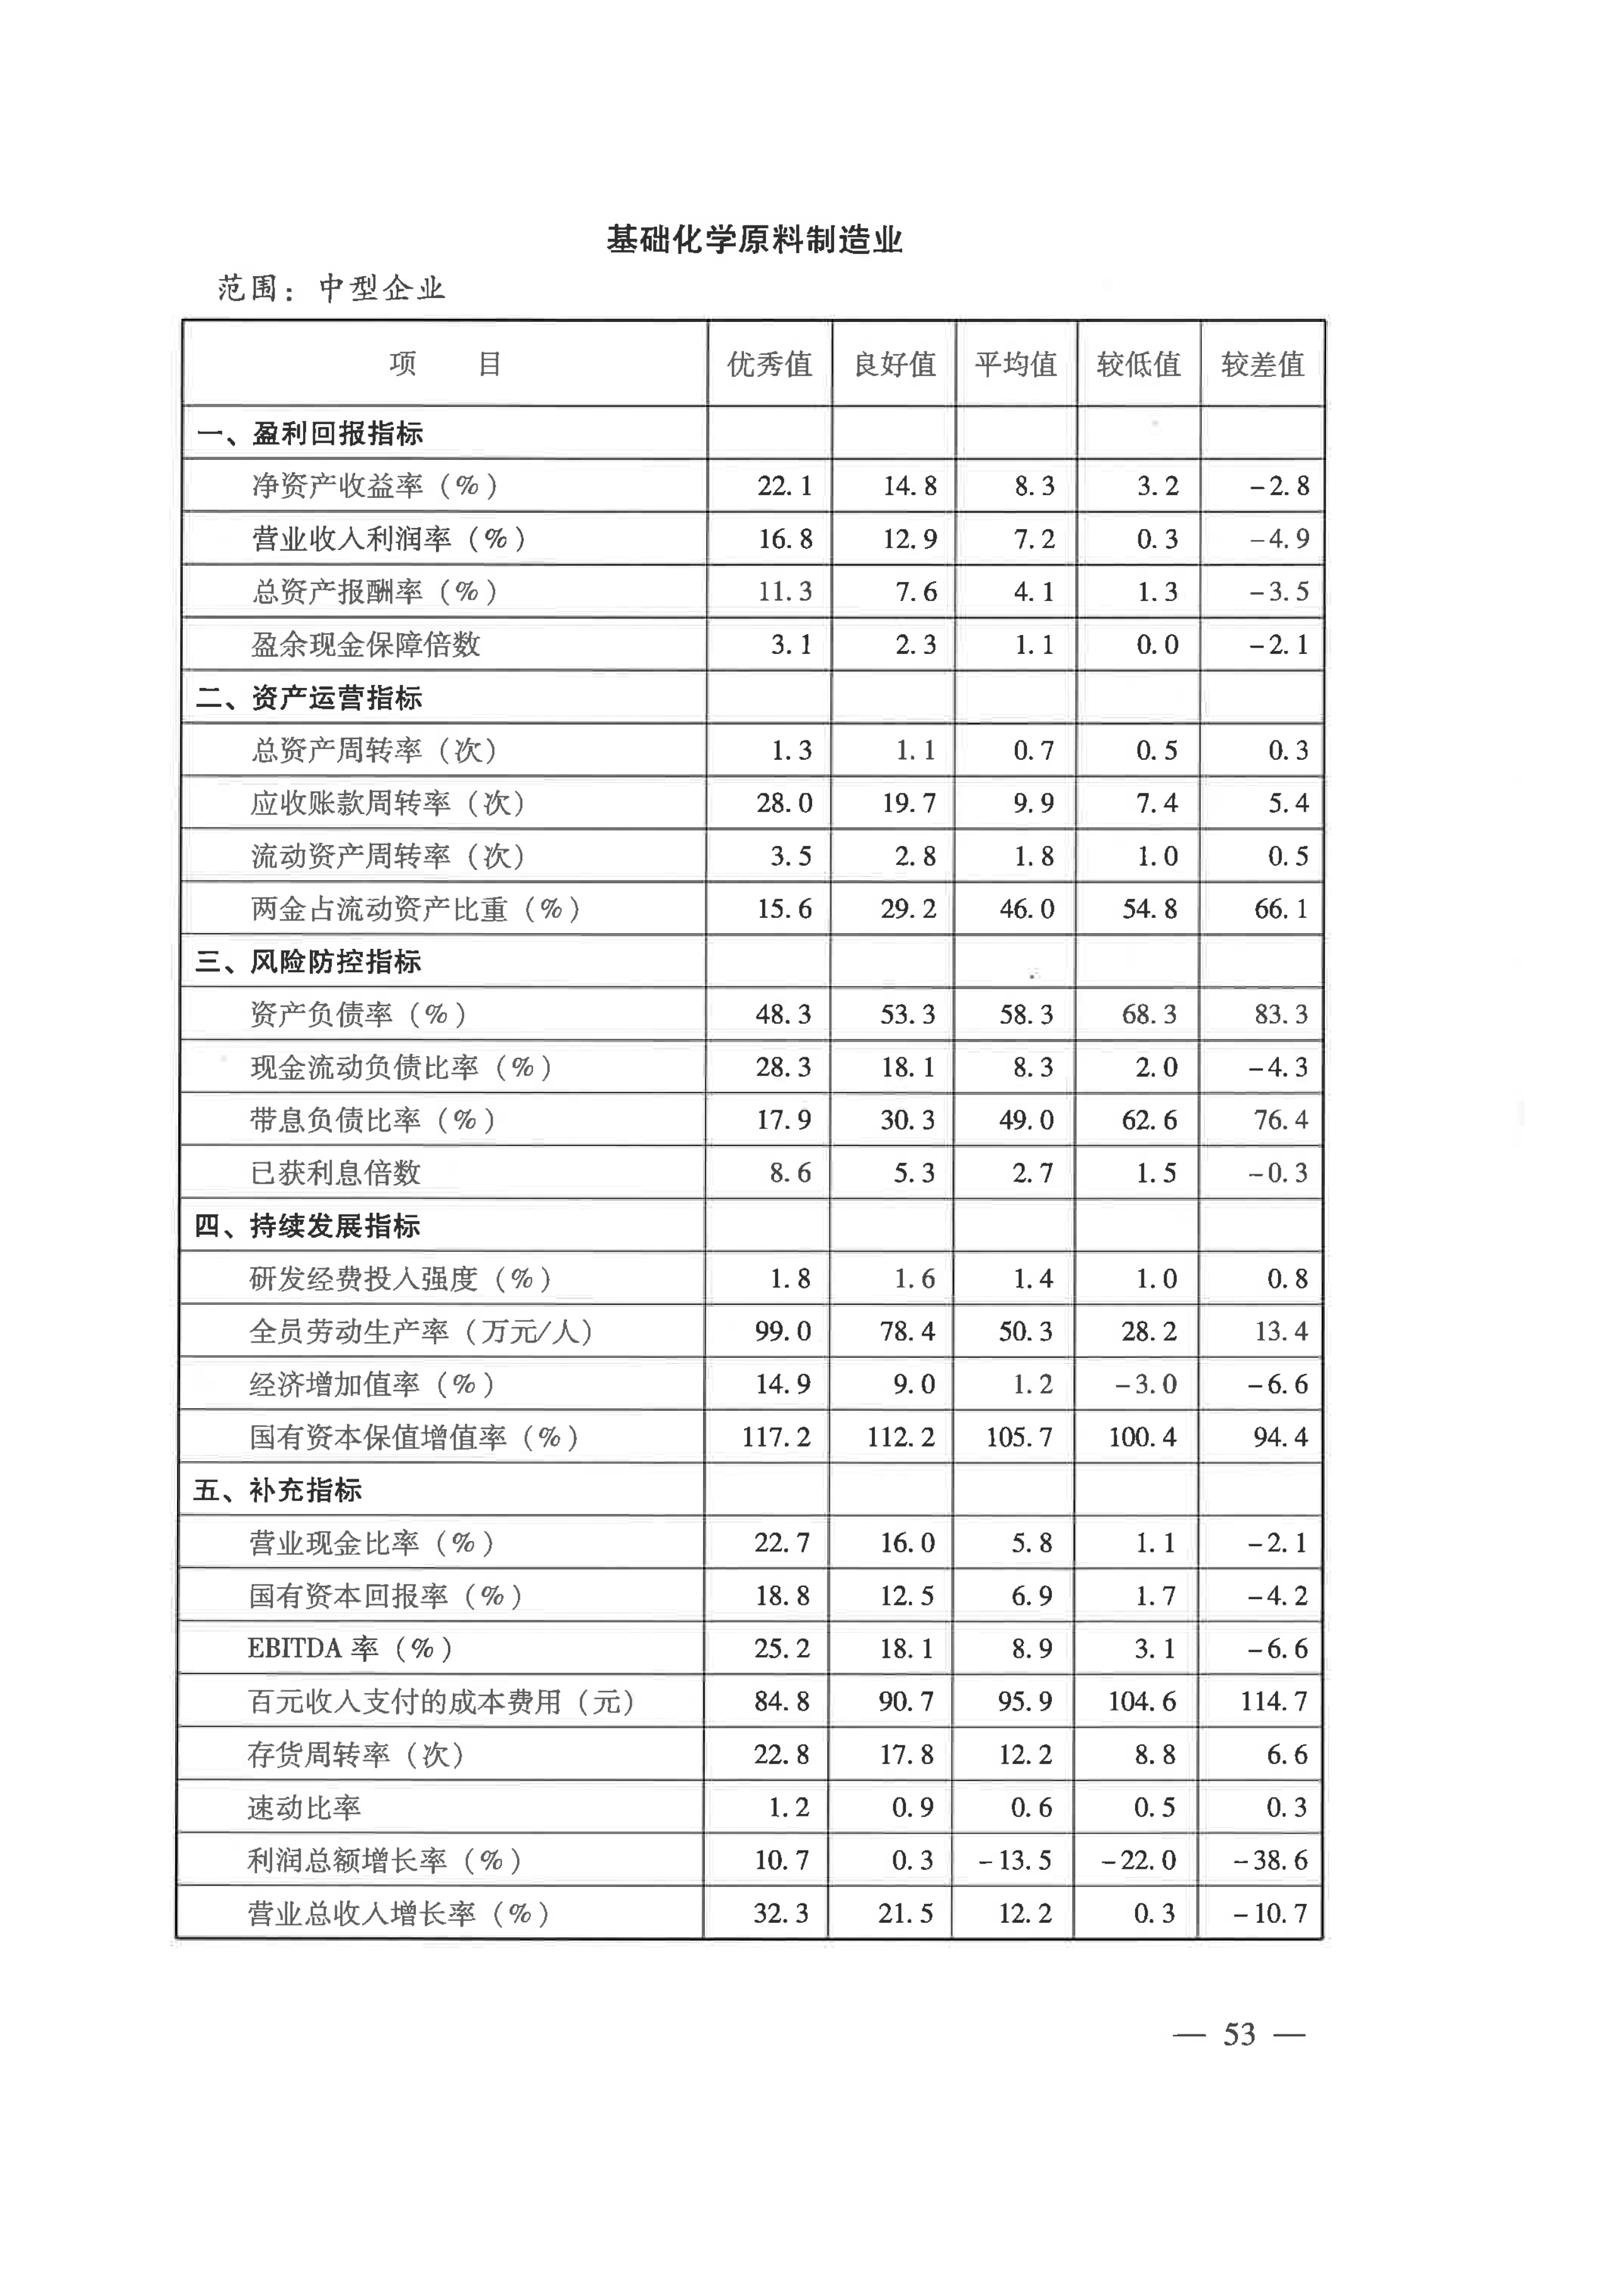 基础化学原料制造业
范围：中型企业
项 目 优秀值 良好值 平均值 较低值 较差值
一、盈利回报指标
净资产收益率（%） 22.1 14.8 8.3 3.2 -2.8
营业收入利润率（%） 16.8 12.9 7.2 0.3 -4.9
总资产报酬率（%） 11.3 7.6 4.1 1.3 -3.5
盈余现金保障倍数 3.1 2.3 1.1 0.0 -2.1
二、资产运营指标
总资产周转率（次） 1.3 1.1 0.7 0.5 0.3
应收账款周转率（次） 28.0 19.7 9.9 7.4 5.4
流动资产周转率（次） 3.5 2.8 1.8 1.0 0.5
两金占流动资产比重（%） 15.6 29.2 46.0 54.8 66.1
三、风险防控指标
资产负债率（%） 48.3 53.3 58.3 68.3 83.3
现金流动负债比率（%） 28.3 18.1 8.3 2.0 -4.3
带息负债比率（%） 17.9 30.3 49.0 62.6 76.4
已获利息倍数 8.6 5.3 2.7 1.5 -0.3
四、持续发展指标
研发经费投入强度（%） 1.8 1.6 1.4 1.0 0.8
全员劳动生产率（万元/人） 99.0 78.4 50.3 28.2 13.4
经济增加值率（%） 14.9 9.0 1.2 -3.0 -6.6
国有资本保值增值率（%） 117.2 112.2 105.7 100.4 94.4
五、补充指标
营业现金比率（%） 22.7 16.0 5.8 1.1 -2.1
国有资本回报率（%） 18.8 12.5 6.9 1.7 -4.2
EBITDA 率（%） 25.2 18.1 8.9 3.1 -6.6
百元收入支付的成本费用（元） 84.8 90.7 95.9 104.6 114.7
存货周转率（次） 22.8 17.8 12.2 8.8 6.6
速动比率 1.2 0.9 0.6 0.5 0.3
利润总额增长率（%） 10.7 0.3 -13.5 -22.0 -38.6
营业总收入增长率（%） 32.3 21.5 12.2 0.3 -10.7
— 53 —